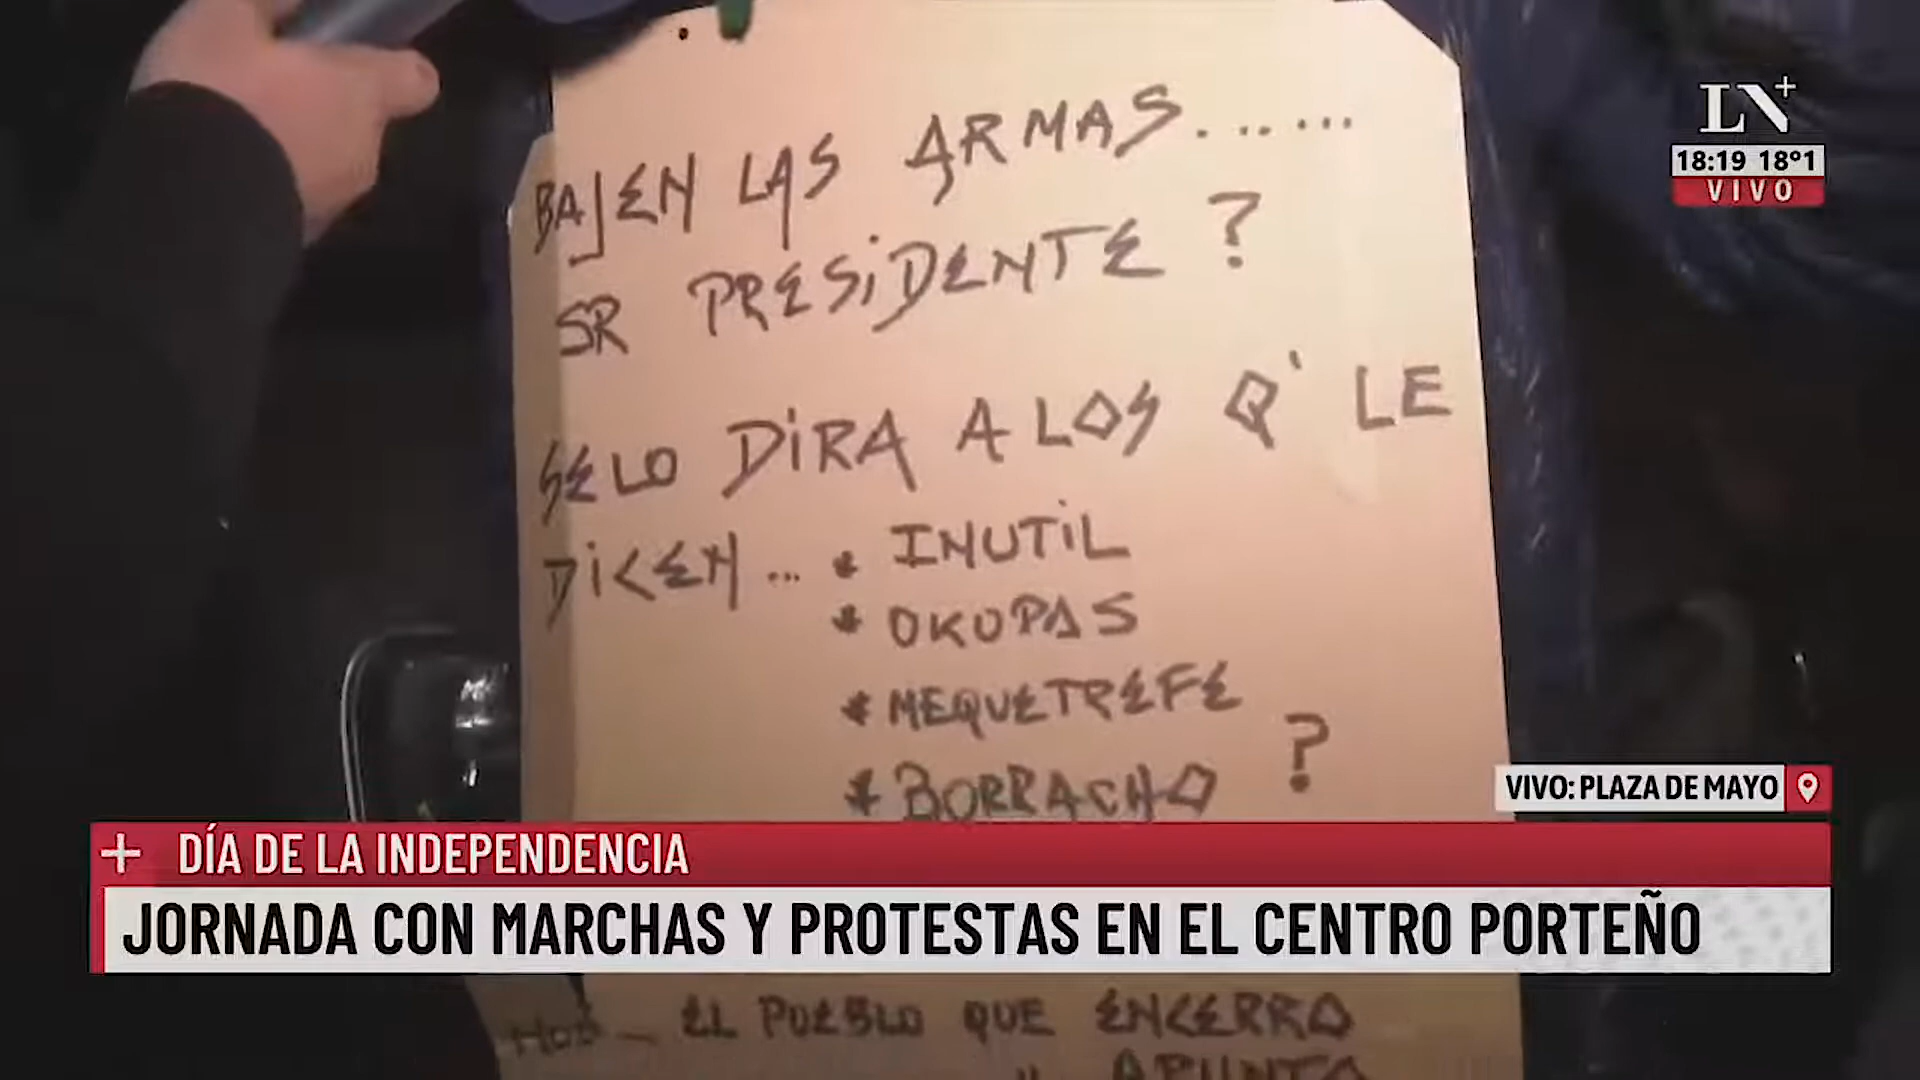 BAJEN LAS ARMAS.........
SR PRESIDENTE ?
SELO DIRA A LOS Q' LE
DICEN... * INUTIL
* OKUPAS
* MEQUETREFE
* BORRACHO ?
LN+
18:19 18°1
VIVO
VIVO: PLAZA DE MAYO
+ DÍA DE LA INDEPENDENCIA
JORNADA CON MARCHAS Y PROTESTAS EN EL CENTRO PORTEÑO
EL PUEBLO QUE ENCERRO
" APUNTO